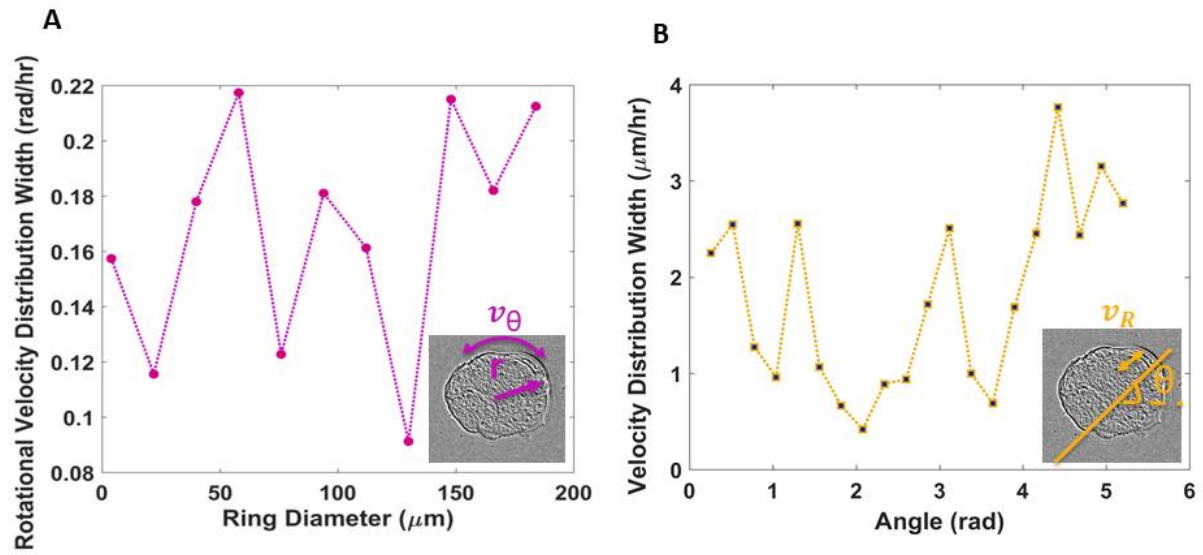 A
Rotational Velocity Distribution Width (rad/hr)
0.22
0.2
0.18
0.16
0.14
0.12
0.1
0.08
0
50
100
150
200
Ring Diameter (μm)
vθ
r
B
Velocity Distribution Width (μm/hr)
4
3
2
1
0
0
1
2
3
4
5
6
Angle (rad)
vR
θ